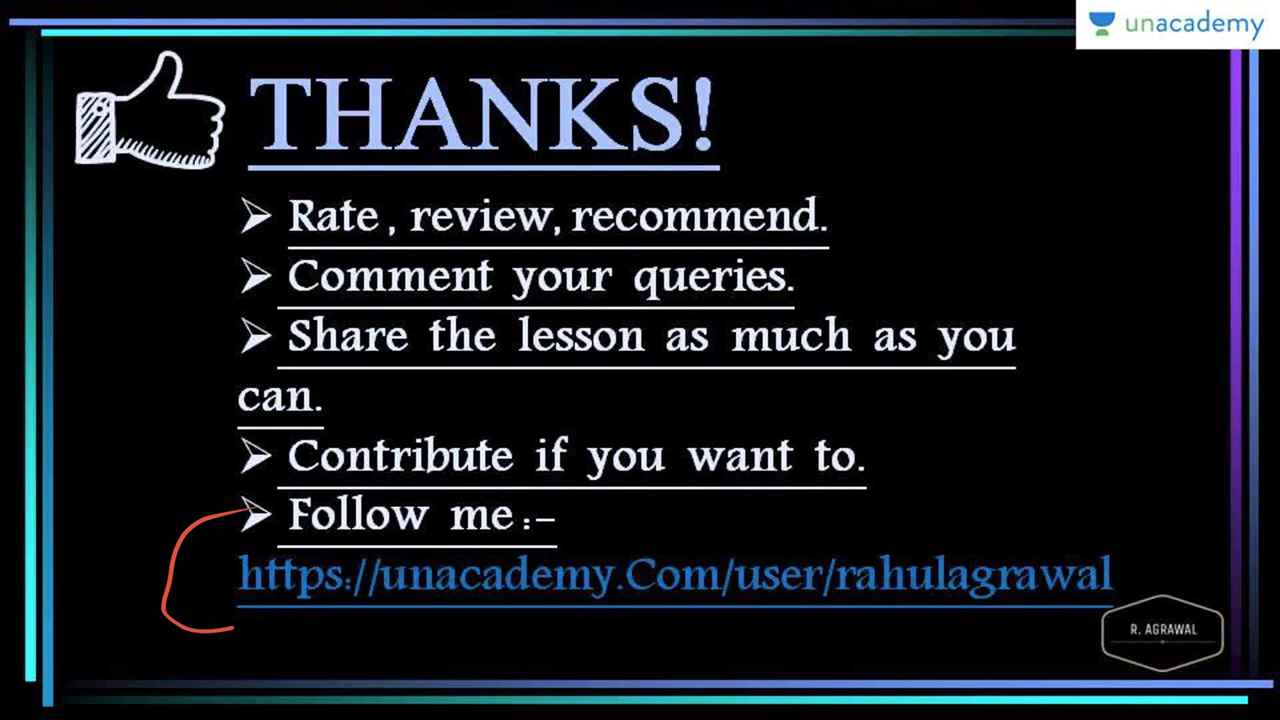 unacademy
THANKS!
➢ Rate , review, recommend.
➢ Comment your queries.
➢ Share the lesson as much as you
can.
➢ Contribute if you want to.
➢ Follow me :-
https://unacademy.Com/user/rahulagrawal
R. AGRAWAL